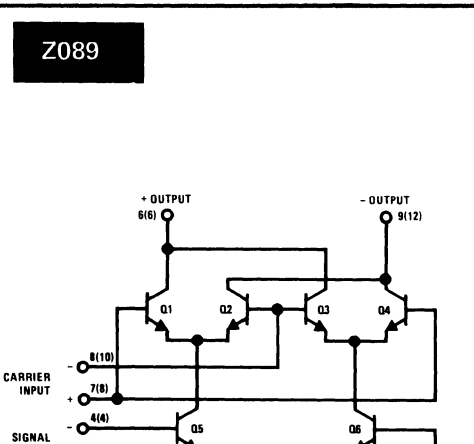 Z089
+ OUTPUT
6(6)
- OUTPUT
9(12)
Q1
Q2
Q3
Q4
8(10)
-
CARRIER
INPUT
7(8)
+
4(4)
-
SIGNAL
Q5
Q6